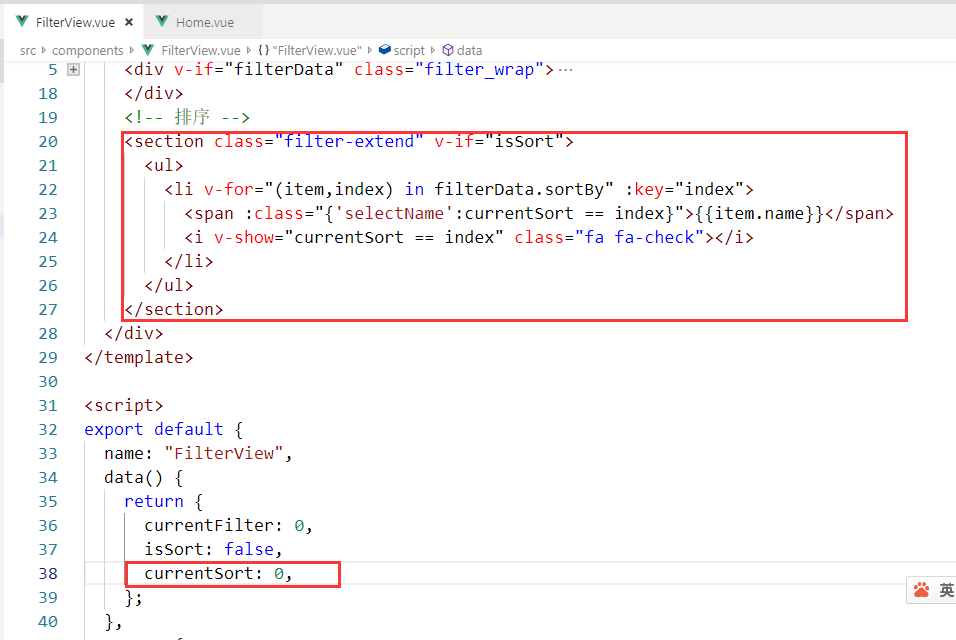 FilterView.vue × Home.vue
src components FilterView.vue {} "FilterView.vue" script data
5 <div v-if="filterData" class="filter_wrap">···
18 </div>
19 <!-- 排序 -->
20 <section class="filter-extend" v-if="isSort">
21 <ul>
22 <li v-for="(item,index) in filterData.sortBy" :key="index">
23 <span :class="{'selectName':currentSort == index}">{{item.name}}</span>
24 <i v-show="currentSort == index" class="fa fa-check"></i>
25 </li>
26 </ul>
27 </section>
28 </div>
29 </template>
30
31 <script>
32 export default {
33 name: "FilterView",
34 data() {
35 return {
36 currentFilter: 0,
37 isSort: false,
38 currentSort: 0,
39 };
40 },
英